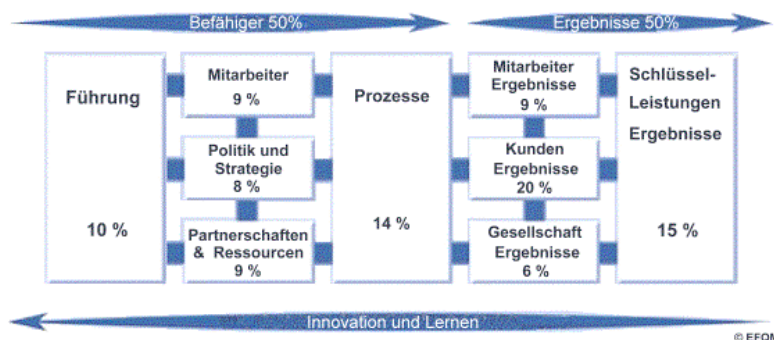 Befähiger 50%
Ergebnisse 50%
Führung
10 %
Mitarbeiter
9 %
Politik und
Strategie
8 %
Partnerschaften
& Ressourcen
9 %
Prozesse
14 %
Mitarbeiter
Ergebnisse
9 %
Kunden
Ergebnisse
20 %
Gesellschaft
Ergebnisse
6 %
Schlüssel-
Leistungen
Ergebnisse
15 %
Innovation und Lernen
© EFQM